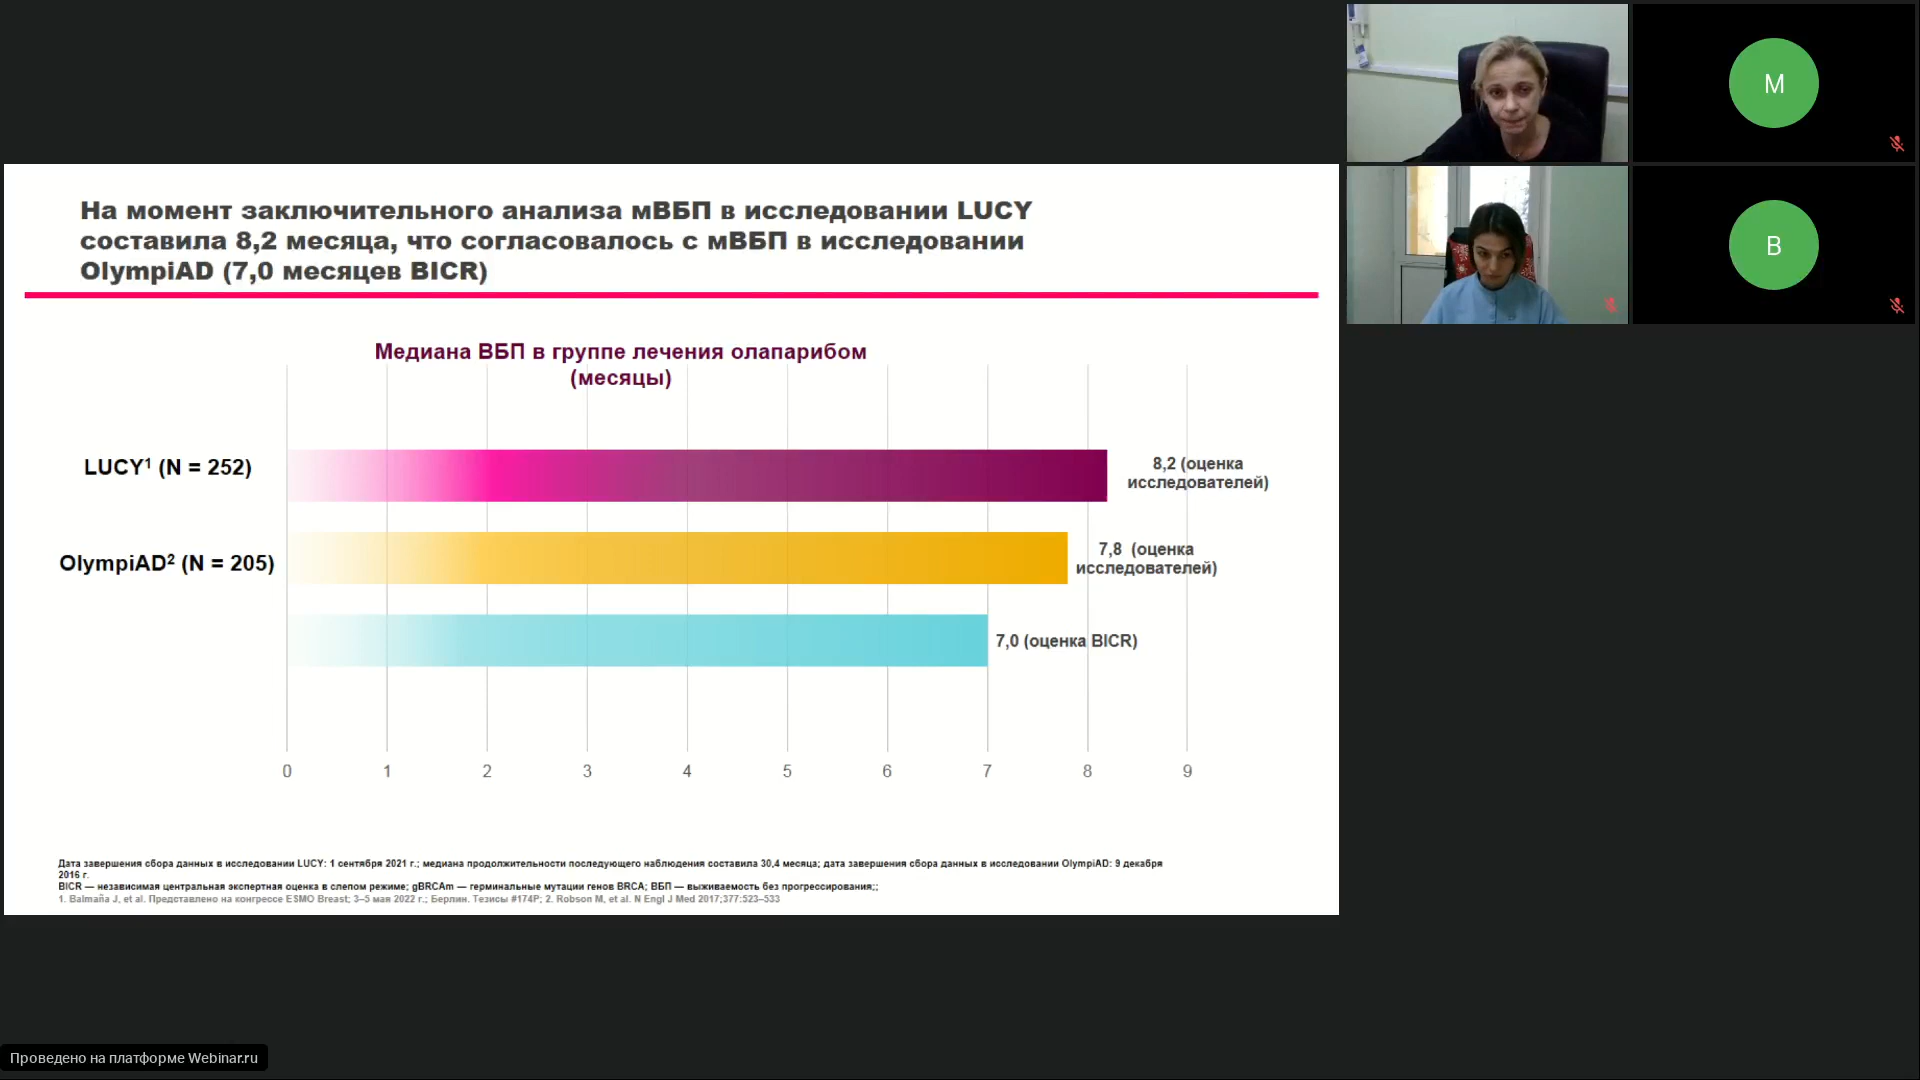 На момент заключительного анализа мВБП в исследовании LUCY
составила 8,2 месяца, что согласовалось с мВБП в исследовании
OlympiAD (7,0 месяцев BICR)
Медиана ВБП в группе лечения олапарибом
(месяцы)
LUCY¹ (N = 252)
8,2 (оценка
исследователей)
OlympiAD² (N = 205)
7,8 (оценка
исследователей)
7,0 (оценка BICR)
0 1 2 3 4 5 6 7 8 9
Дата завершения сбора данных в исследовании LUCY: 1 сентября 2021 г.; медиана продолжительности последующего наблюдения составила 30,4 месяца; дата завершения сбора данных в исследовании OlympiAD: 9 декабря
2016 г.
BICR — независимая центральная экспертная оценка в слепом режиме; gBRCAm — герминальные мутации генов BRCA; ВБП — выживаемость без прогрессирования;;
1. Balmaña J, et al. Представлено на конгрессе ESMO Breast; 3–5 мая 2022 г.; Берлин. Тезисы #174P; 2. Robson M, et al. N Engl J Med 2017;377:523–533
M
B
Проведено на платформе Webinar.ru